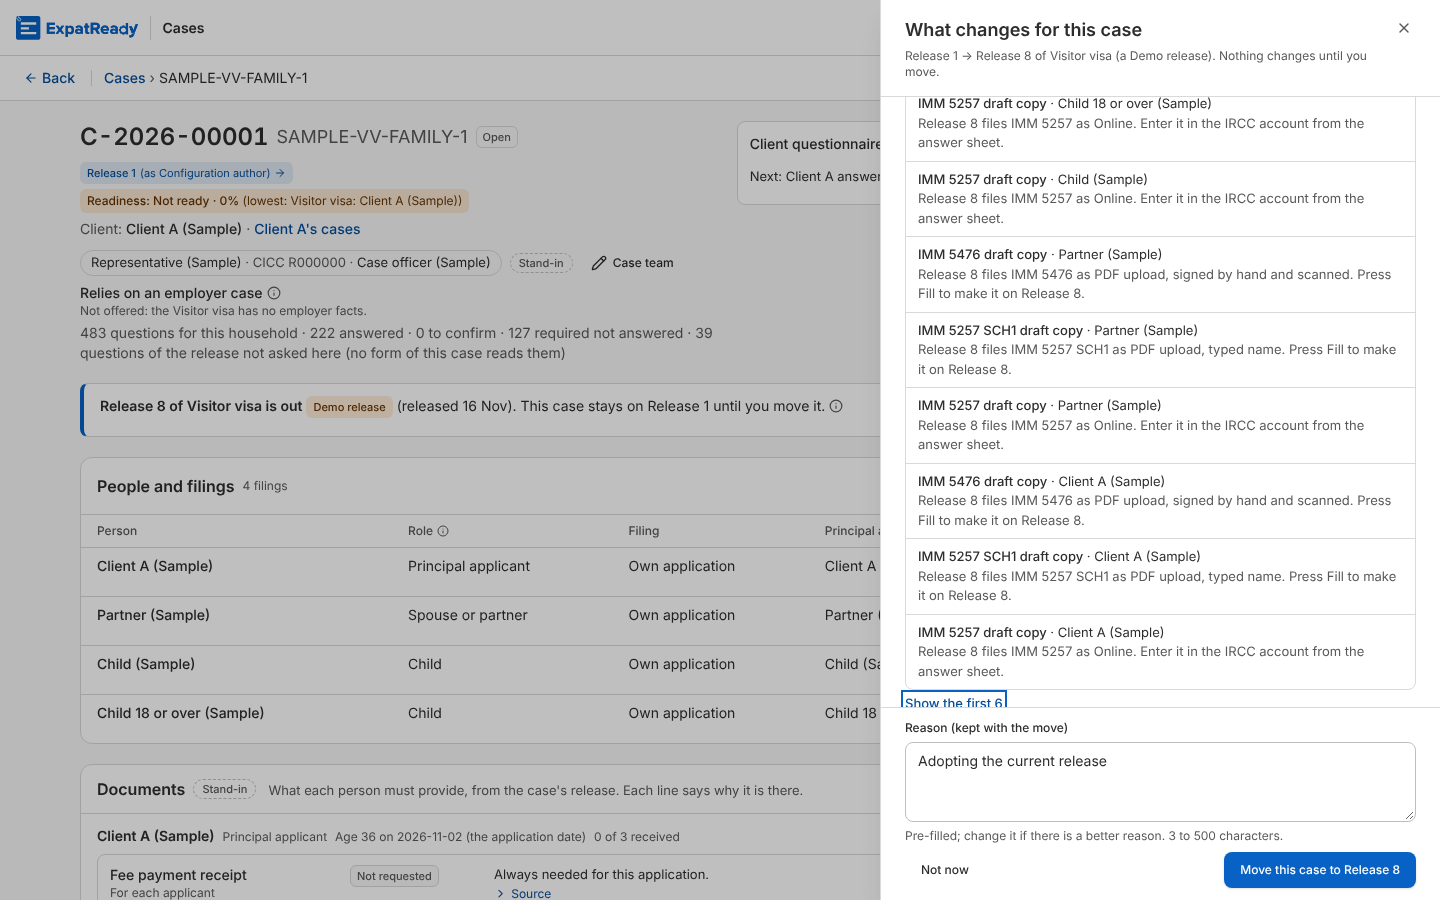 ExpatReady
Cases
← Back
Cases › SAMPLE-VV-FAMILY-1
C-2026-00001 SAMPLE-VV-FAMILY-1 Open
Release 1 (as Configuration author) →
Readiness: Not ready · 0% (lowest: Visitor visa: Client A (Sample))
Client: Client A (Sample) · Client A's cases
Representative (Sample) · CICC R000000 · Case officer (Sample) Stand-in Case team
Relies on an employer case
Not offered: the Visitor visa has no employer facts.
483 questions for this household · 222 answered · 0 to confirm · 127 required not answered · 39
questions of the release not asked here (no form of this case reads them)
Client questionnaire
Next: Client A answer
Release 8 of Visitor visa is out Demo release (released 16 Nov). This case stays on Release 1 until you move it.
People and filings 4 filings
Person Role Filing Principal
Client A (Sample) Principal applicant Own application Client A
Partner (Sample) Spouse or partner Own application Partner
Child (Sample) Child Own application Child (Sa
Child 18 or over (Sample) Child Own application Child 18
Documents Stand-in What each person must provide, from the case's release. Each line says why it is there.
Client A (Sample) Principal applicant Age 36 on 2026-11-02 (the application date) 0 of 3 received
Fee payment receipt Not requested Always needed for this application.
For each applicant Source
What changes for this case
Release 1 → Release 8 of Visitor visa (a Demo release). Nothing changes until you
move.
IMM 5257 draft copy · Child 18 or over (Sample)
Release 8 files IMM 5257 as Online. Enter it in the IRCC account from the
answer sheet.
IMM 5257 draft copy · Child (Sample)
Release 8 files IMM 5257 as Online. Enter it in the IRCC account from the
answer sheet.
IMM 5476 draft copy · Partner (Sample)
Release 8 files IMM 5476 as PDF upload, signed by hand and scanned. Press
Fill to make it on Release 8.
IMM 5257 SCH1 draft copy · Partner (Sample)
Release 8 files IMM 5257 SCH1 as PDF upload, typed name. Press Fill to make
it on Release 8.
IMM 5257 draft copy · Partner (Sample)
Release 8 files IMM 5257 as Online. Enter it in the IRCC account from the
answer sheet.
IMM 5476 draft copy · Client A (Sample)
Release 8 files IMM 5476 as PDF upload, signed by hand and scanned. Press
Fill to make it on Release 8.
IMM 5257 SCH1 draft copy · Client A (Sample)
Release 8 files IMM 5257 SCH1 as PDF upload, typed name. Press Fill to make
it on Release 8.
IMM 5257 draft copy · Client A (Sample)
Release 8 files IMM 5257 as Online. Enter it in the IRCC account from the
answer sheet.
Show the first 6
Reason (kept with the move)
Adopting the current release
Pre-filled; change it if there is a better reason. 3 to 500 characters.
Not now
Move this case to Release 8